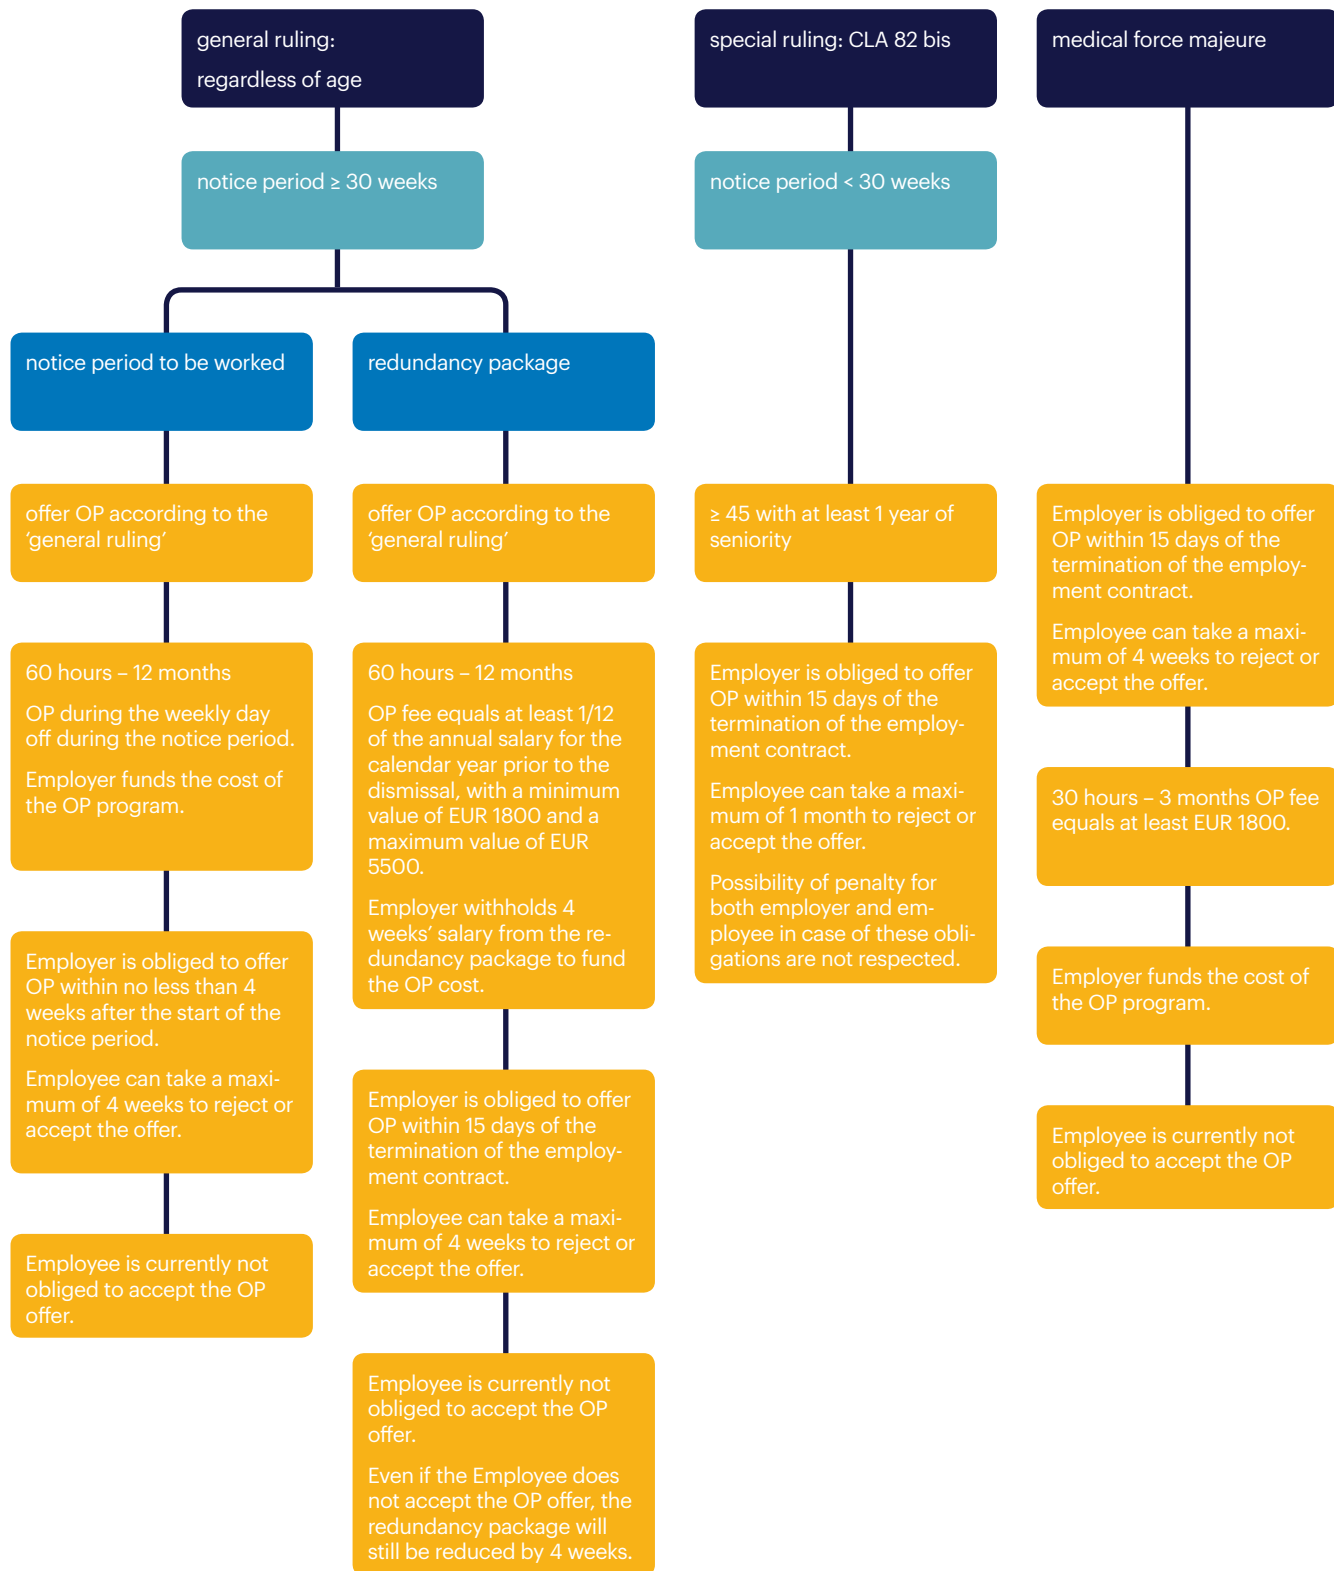 general ruling:
regardless of age
notice period ≥ 30 weeks
notice period to be worked
offer OP according to the
‘general ruling’
60 hours – 12 months
OP during the weekly day
off during the notice period.
Employer funds the cost of
the OP program.
Employer is obliged to offer
OP within no less than 4
weeks after the start of the
notice period.
Employee can take a maxi-
mum of 4 weeks to reject or
accept the offer.
Employee is currently not
obliged to accept the OP
offer.
redundancy package
offer OP according to the
‘general ruling’
60 hours – 12 months
OP fee equals at least 1/12
of the annual salary for the
calendar year prior to the
dismissal, with a minimum
value of EUR 1800 and a
maximum value of EUR
5500.
Employer withholds 4
weeks’ salary from the re-
dundancy package to fund
the OP cost.
Employer is obliged to offer
OP within 15 days of the
termination of the employ-
ment contract.
Employee can take a maxi-
mum of 4 weeks to reject or
accept the offer.
Employee is currently not
obliged to accept the OP
offer.
Even if the Employee does
not accept the OP offer, the
redundancy package will
still be reduced by 4 weeks.
special ruling: CLA 82 bis
notice period < 30 weeks
≥ 45 with at least 1 year of
seniority
Employer is obliged to offer
OP within 15 days of the
termination of the employ-
ment contract.
Employee can take a maxi-
mum of 1 month to reject or
accept the offer.
Possibility of penalty for
both employer and em-
ployee in case of these obli-
gations are not respected.
medical force majeure
Employer is obliged to offer
OP within 15 days of the
termination of the employ-
ment contract.
Employee can take a maxi-
mum of 4 weeks to reject or
accept the offer.
30 hours – 3 months OP fee
equals at least EUR 1800.
Employer funds the cost of
the OP program.
Employee is currently not
obliged to accept the OP
offer.